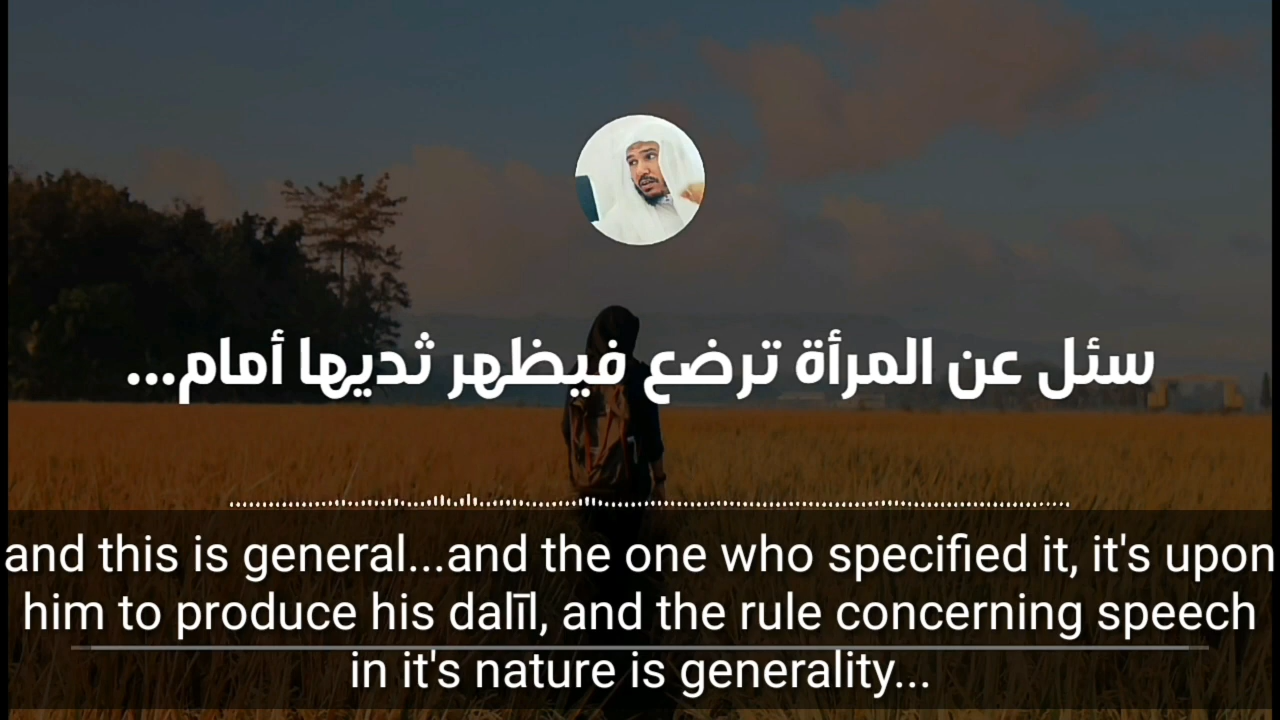 سئل عن المرأة ترضع فيظهر ثديها أمام...
and this is general...and the one who specified it, it's upon
him to produce his dalīl, and the rule concerning speech
in it's nature is generality...